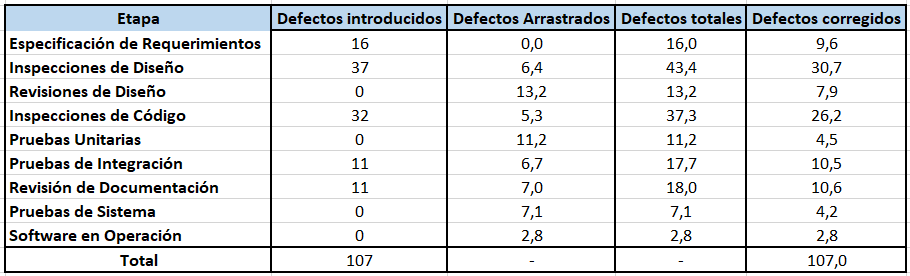 Etapa Defectos introducidos Defectos Arrastrados Defectos totales Defectos corregidos
Especificación de Requerimientos 16 0,0 16,0 9,6
Inspecciones de Diseño 37 6,4 43,4 30,7
Revisiones de Diseño 0 13,2 13,2 7,9
Inspecciones de Código 32 5,3 37,3 26,2
Pruebas Unitarias 0 11,2 11,2 4,5
Pruebas de Integración 11 6,7 17,7 10,5
Revisión de Documentación 11 7,0 18,0 10,6
Pruebas de Sistema 0 7,1 7,1 4,2
Software en Operación 0 2,8 2,8 2,8
Total 107 - - 107,0